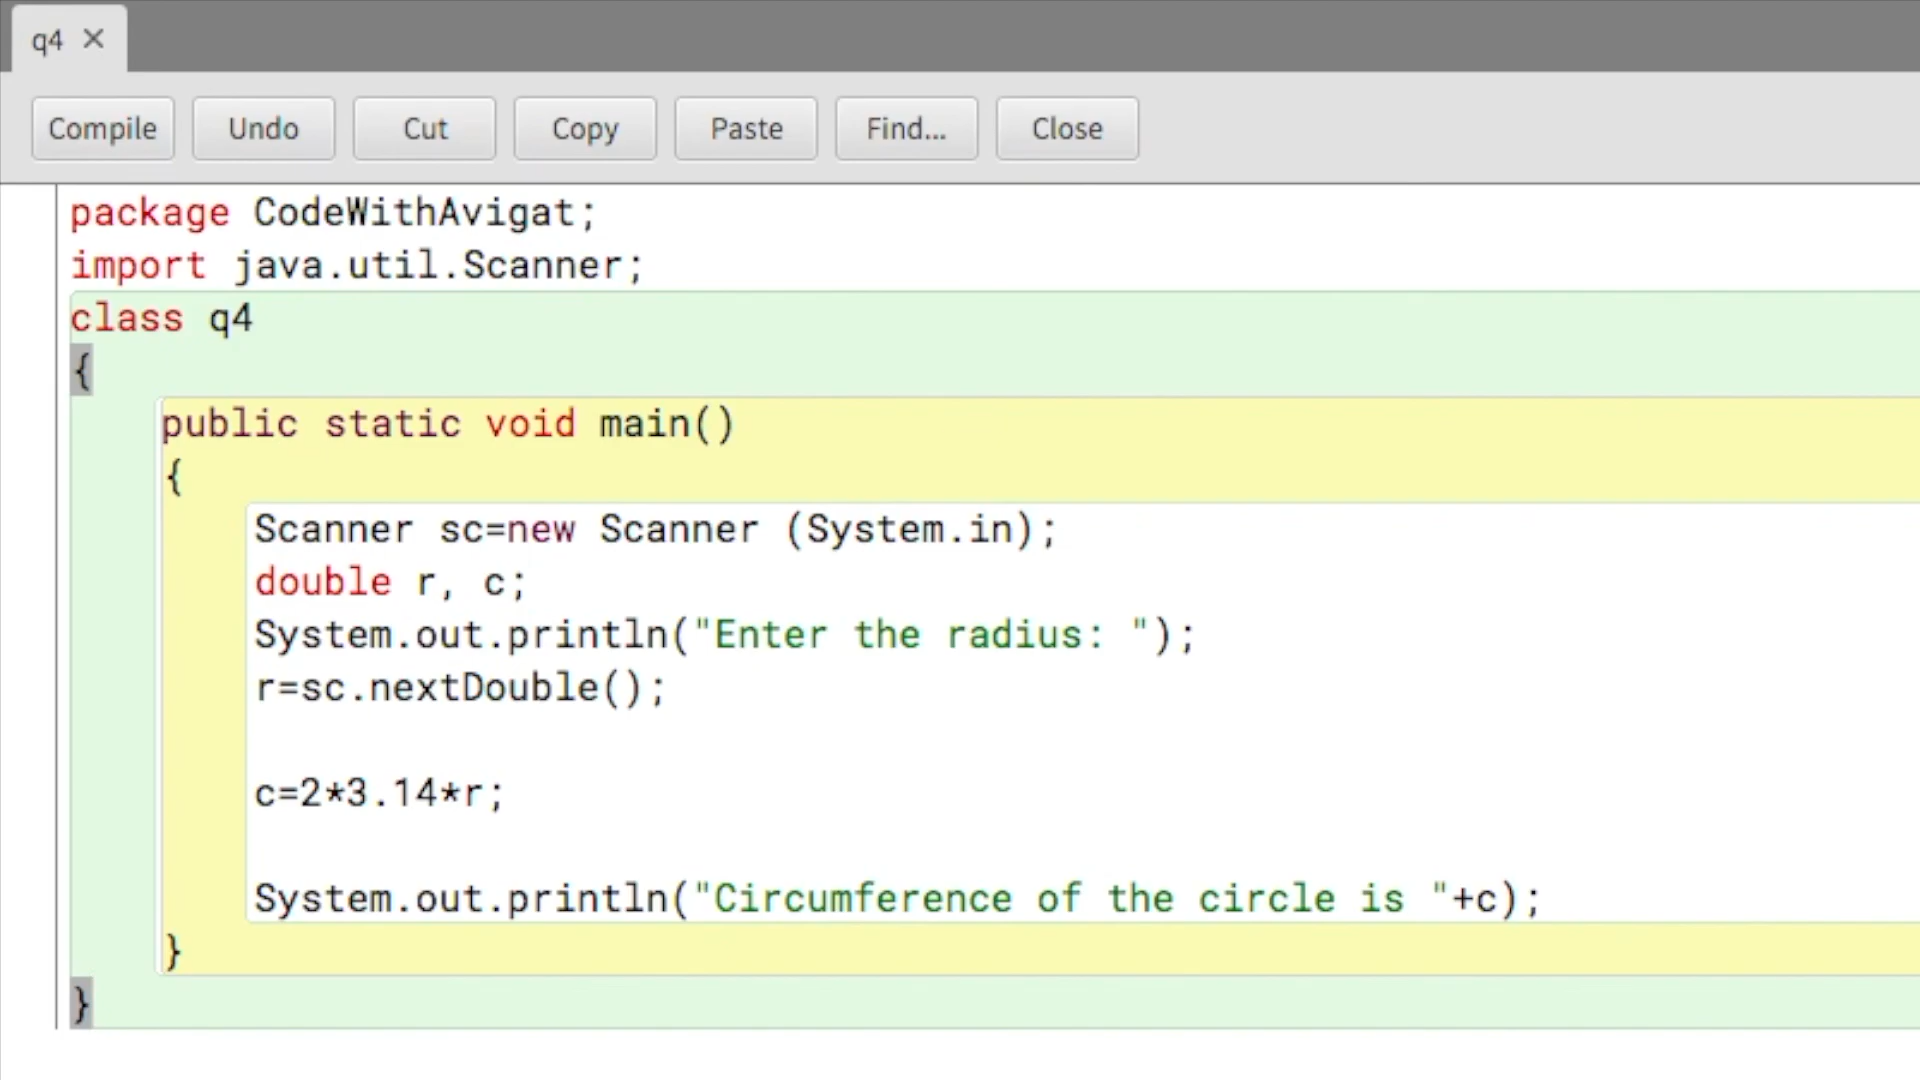 q4 ×
Compile Undo Cut Copy Paste Find... Close
package CodeWithAvigat;
import java.util.Scanner;
class q4
{
public static void main()
{
Scanner sc=new Scanner (System.in);
double r, c;
System.out.println("Enter the radius: ");
r=sc.nextDouble();
c=2*3.14*r;
System.out.println("Circumference of the circle is "+c);
}
}